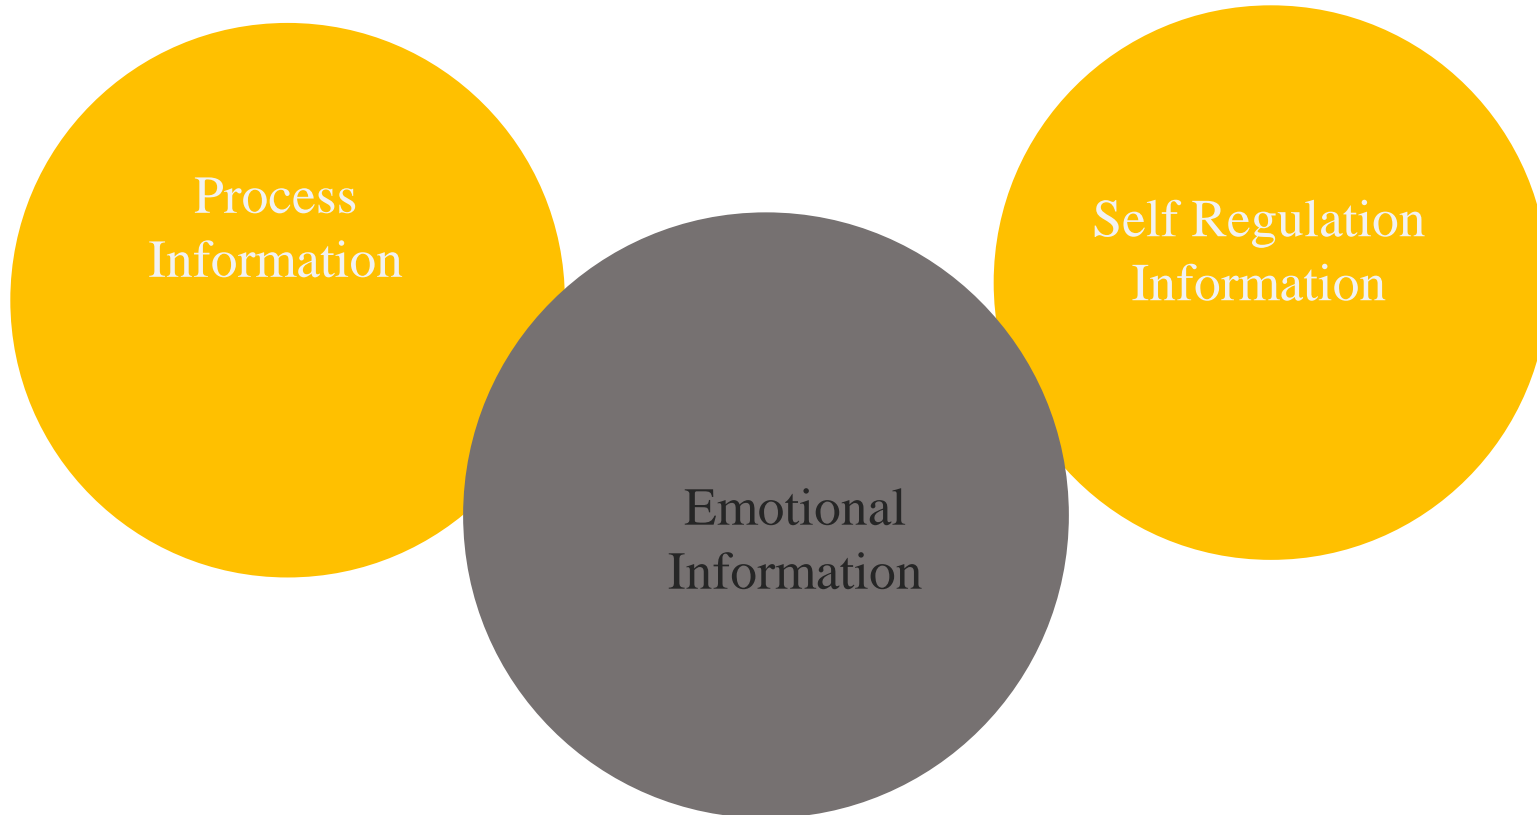 Process
Information
Self Regulation
Information
Emotional
Information